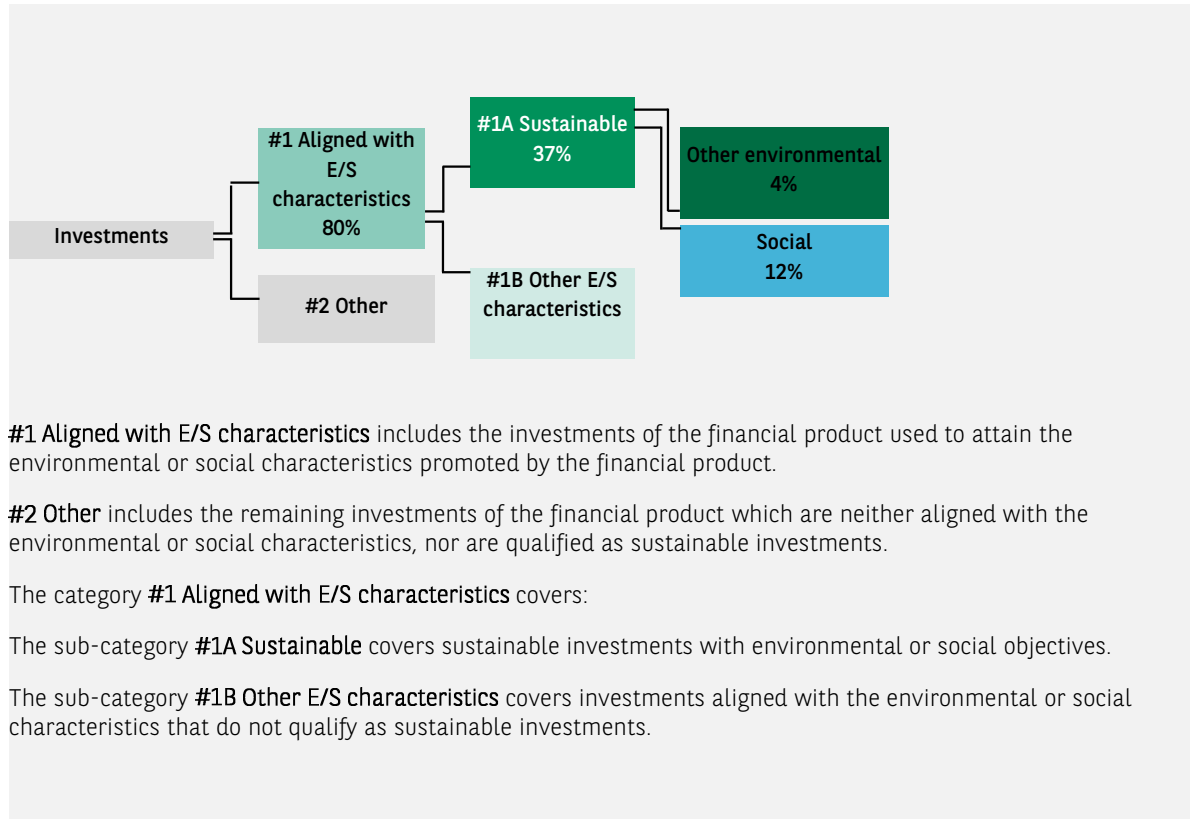 Investments
#1 Aligned with
E/S
characteristics
80%
#2 Other
#1A Sustainable
37%
#1B Other E/S
characteristics
Other environmental
4%
Social
12%
#1 Aligned with E/S characteristics includes the investments of the financial product used to attain the
environmental or social characteristics promoted by the financial product.
#2 Other includes the remaining investments of the financial product which are neither aligned with the
environmental or social characteristics, nor are qualified as sustainable investments.
The category #1 Aligned with E/S characteristics covers:
The sub-category #1A Sustainable covers sustainable investments with environmental or social objectives.
The sub-category #1B Other E/S characteristics covers investments aligned with the environmental or social
characteristics that do not qualify as sustainable investments.